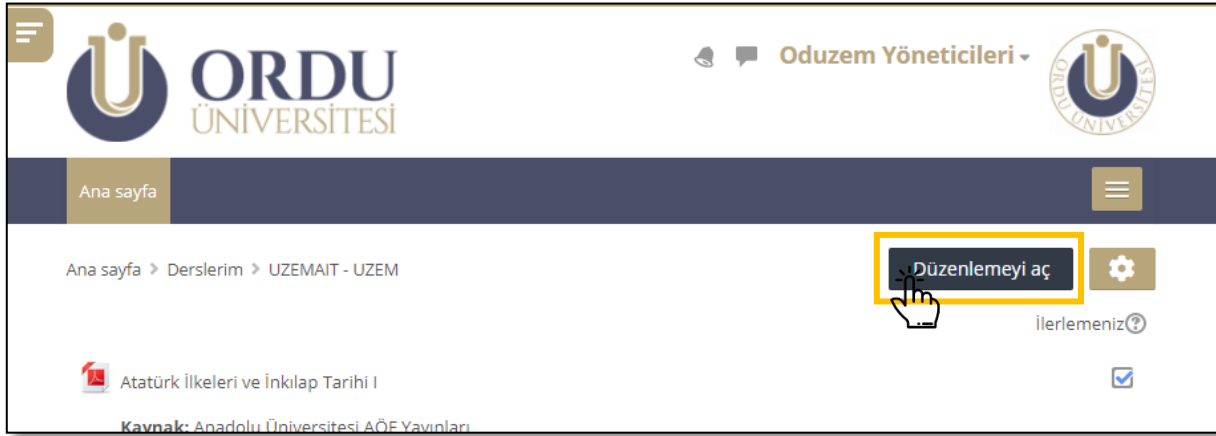 ORDU
ÜNİVERSİTESİ
Oduzem Yöneticileri
ORDU ÜNİVERSİTESİ
Ana sayfa
Ana sayfa > Derslerim > UZEMAIT - UZEM
Düzenlemeyi aç
İlerlemeniz
Atatürk İlkeleri ve İnkılap Tarihi I
Kaynak: Anadolu Üniversitesi AÖF Yayınları